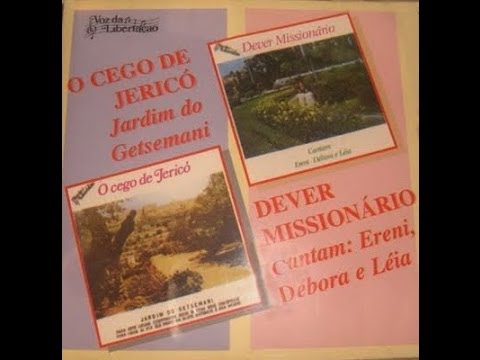 Voz da
Libertação
O CEGO DE
JERICÓ
Jardim do
Getsemani
Dever Missionário
Cantam
Ereni - Débora e Léia
O cego de Jericó
JARDIM DO GETSEMANI
DEVER
MISSIONÁRIO
Cantam: Ereni,
Débora e Léia